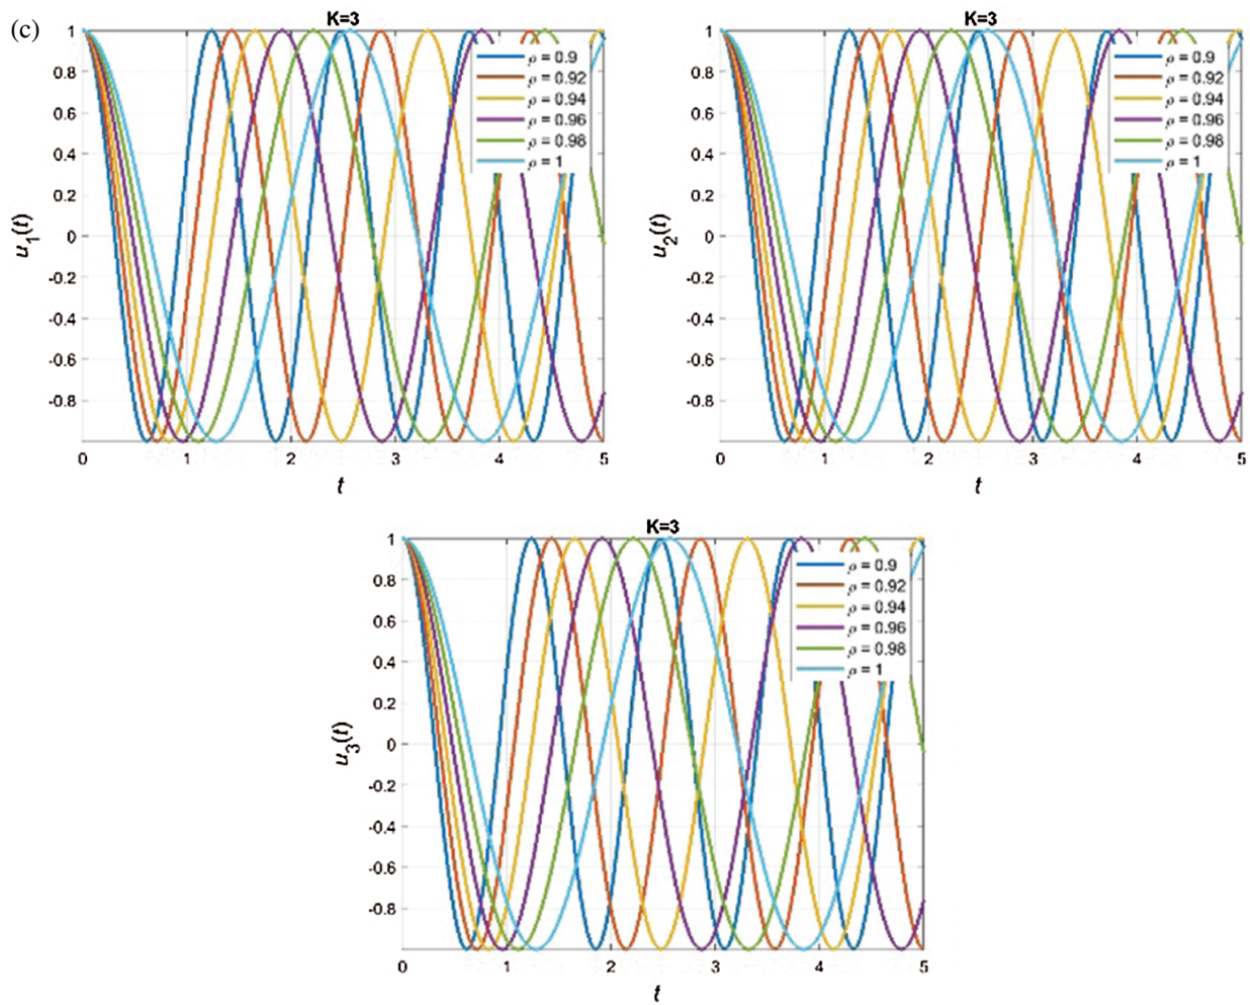 (c)
K=3
1
0.8
0.6
0.4
0.2
0
-0.2
-0.4
-0.6
-0.8
u1(t)
0 1 2 3 4 5
t
ρ = 0.9
ρ = 0.92
ρ = 0.94
ρ = 0.96
ρ = 0.98
ρ = 1
K=3
1
0.8
0.6
0.4
0.2
0
-0.2
-0.4
-0.6
-0.8
u2(t)
0 1 2 3 4 5
t
ρ = 0.9
ρ = 0.92
ρ = 0.94
ρ = 0.96
ρ = 0.98
ρ = 1
K=3
1
0.8
0.6
0.4
0.2
0
-0.2
-0.4
-0.6
-0.8
u3(t)
0 1 2 3 4 5
t
ρ = 0.9
ρ = 0.92
ρ = 0.94
ρ = 0.96
ρ = 0.98
ρ = 1